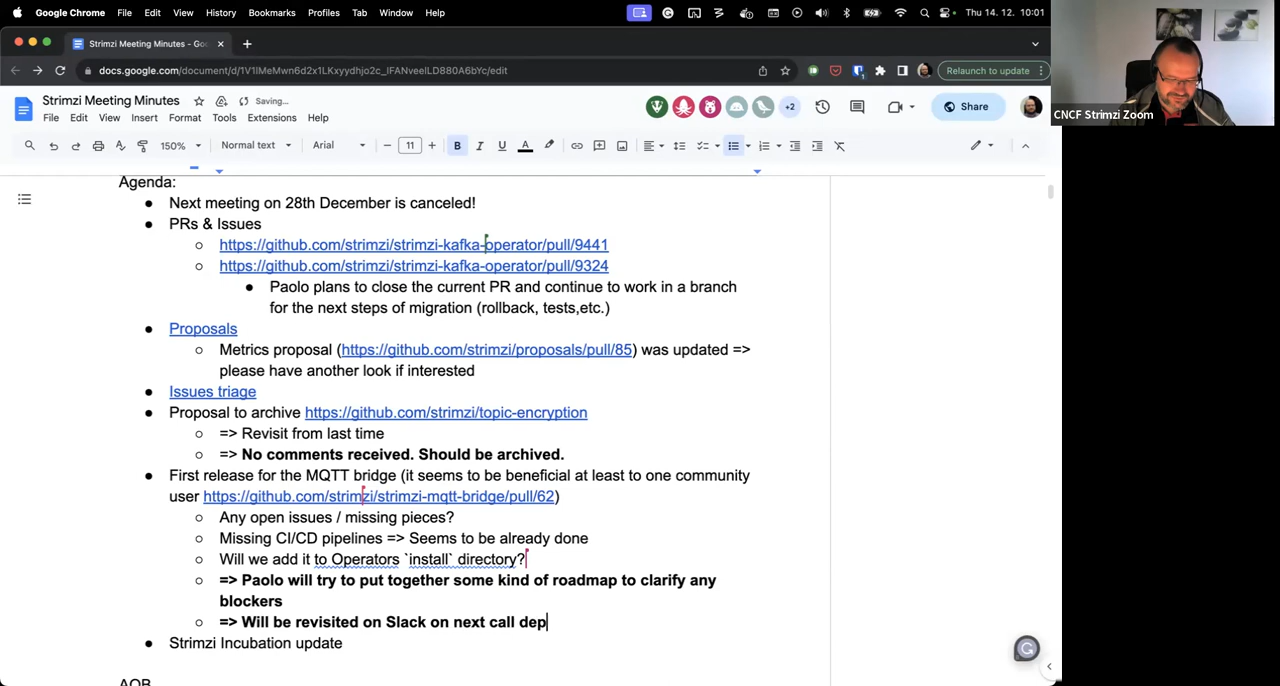 Google Chrome File Edit View History Bookmarks Profiles Tab Window Help Thu 14. 12. 10:01
Strimzi Meeting Minutes - Goo
docs.google.com/document/d/1V1lMeMwn6d2x1LKxyydhjo2c_IFANveelLD880A6bYc/edit Relaunch to update
Strimzi Meeting Minutes Saving...
File Edit View Insert Format Tools Extensions Help
+2 Share
CNCF Strimzi Zoom
150% Normal text Arial 11
Agenda:
● Next meeting on 28th December is canceled!
● PRs & Issues
○ https://github.com/strimzi/strimzi-kafka-operator/pull/9441
○ https://github.com/strimzi/strimzi-kafka-operator/pull/9324
● Paolo plans to close the current PR and continue to work in a branch
for the next steps of migration (rollback, tests,etc.)
● Proposals
○ Metrics proposal (https://github.com/strimzi/proposals/pull/85) was updated =>
please have another look if interested
● Issues triage
● Proposal to archive https://github.com/strimzi/topic-encryption
○ => Revisit from last time
○ => No comments received. Should be archived.
● First release for the MQTT bridge (it seems to be beneficial at least to one community
user https://github.com/strimzi/strimzi-mqtt-bridge/pull/62)
○ Any open issues / missing pieces?
○ Missing CI/CD pipelines => Seems to be already done
○ Will we add it to Operators `install` directory?
○ => Paolo will try to put together some kind of roadmap to clarify any
blockers
○ => Will be revisited on Slack on next call dep
● Strimzi Incubation update
AOB